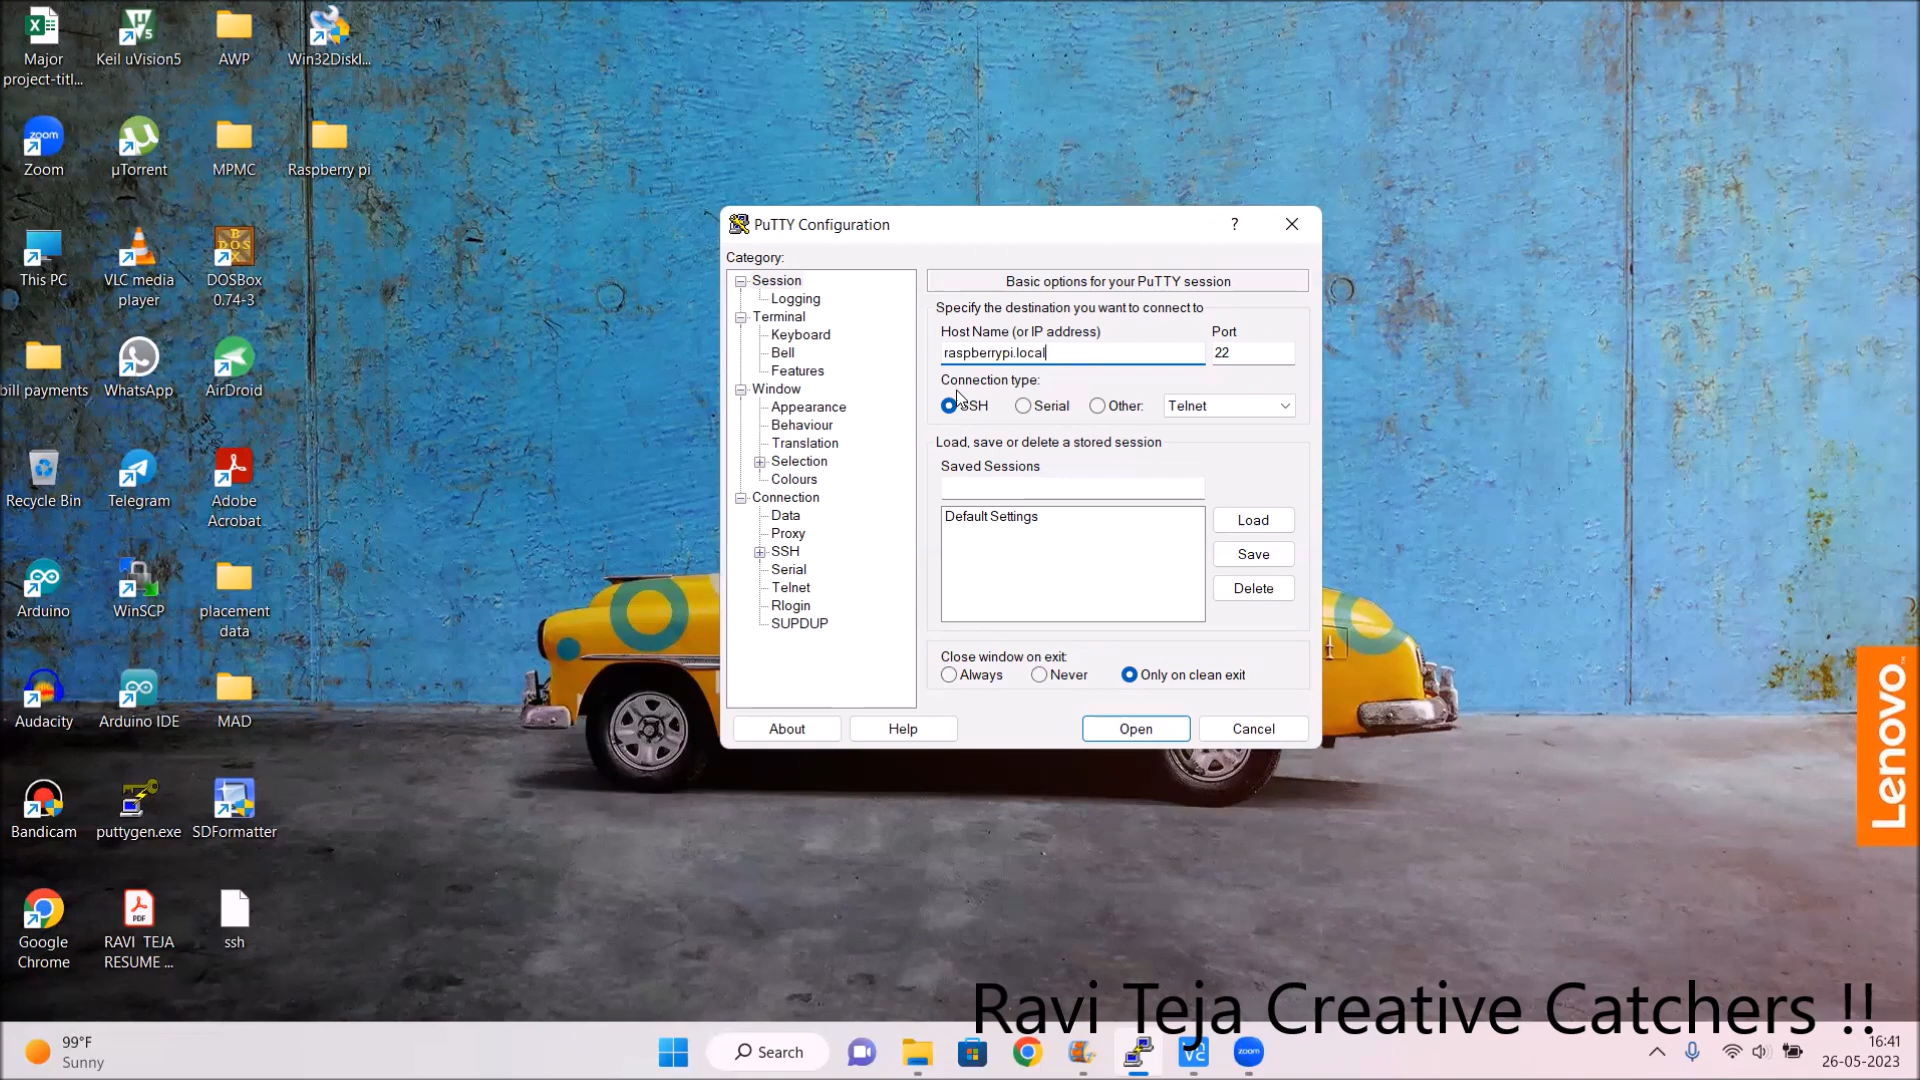 Major
project-titl...
Keil uVision5
AWP
Win32DiskI...
zoom
Zoom
µTorrent
MPMC
Raspberry pi
This PC
VLC media
player
DOSBox
0.74-3
bill payments
WhatsApp
AirDroid
Recycle Bin
Telegram
Adobe
Acrobat
Arduino
WinSCP
placement
data
Audacity
Arduino IDE
MAD
Bandicam
puttygen.exe
SDFormatter
Google
Chrome
PDF
RAVI TEJA
RESUME ...
ssh
PuTTY Configuration
?
Category:
Session
Logging
Terminal
Keyboard
Bell
Features
Window
Appearance
Behaviour
Translation
Selection
Colours
Connection
Data
Proxy
SSH
Serial
Telnet
Rlogin
SUPDUP
Basic options for your PuTTY session
Specify the destination you want to connect to
Host Name (or IP address)
Port
raspberrypi.local
22
Connection type:
SSH
Serial
Other:
Telnet
Load, save or delete a stored session
Saved Sessions
Default Settings
Load
Save
Delete
Close window on exit:
Always
Never
Only on clean exit
About
Help
Open
Cancel
Lenovo
Ravi Teja Creative Catchers !!
99°F
Sunny
Search
zoom
16:41
26-05-2023